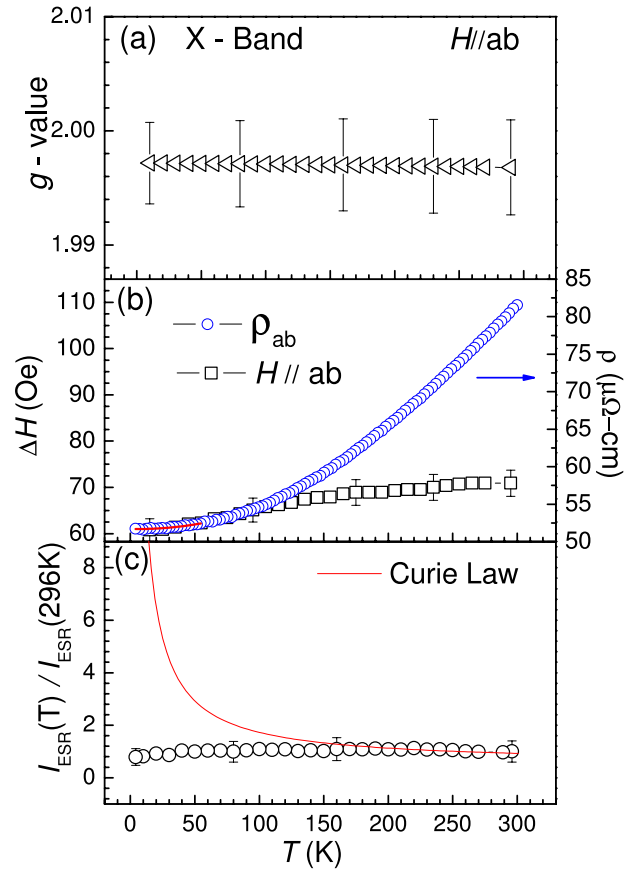 2.01
(a) X - Band H//ab
2.00
g - value
1.99
(b) 85
110
ρab 80
100
H // ab 75
90
ΔH (Oe) ρ (μΩ–cm)
70
80
65
70 60
55
60
50
(c) Curie Law
8
6
4
2
0
IESR(T) / IESR(296K)
0 50 100 150 200 250 300
T (K)